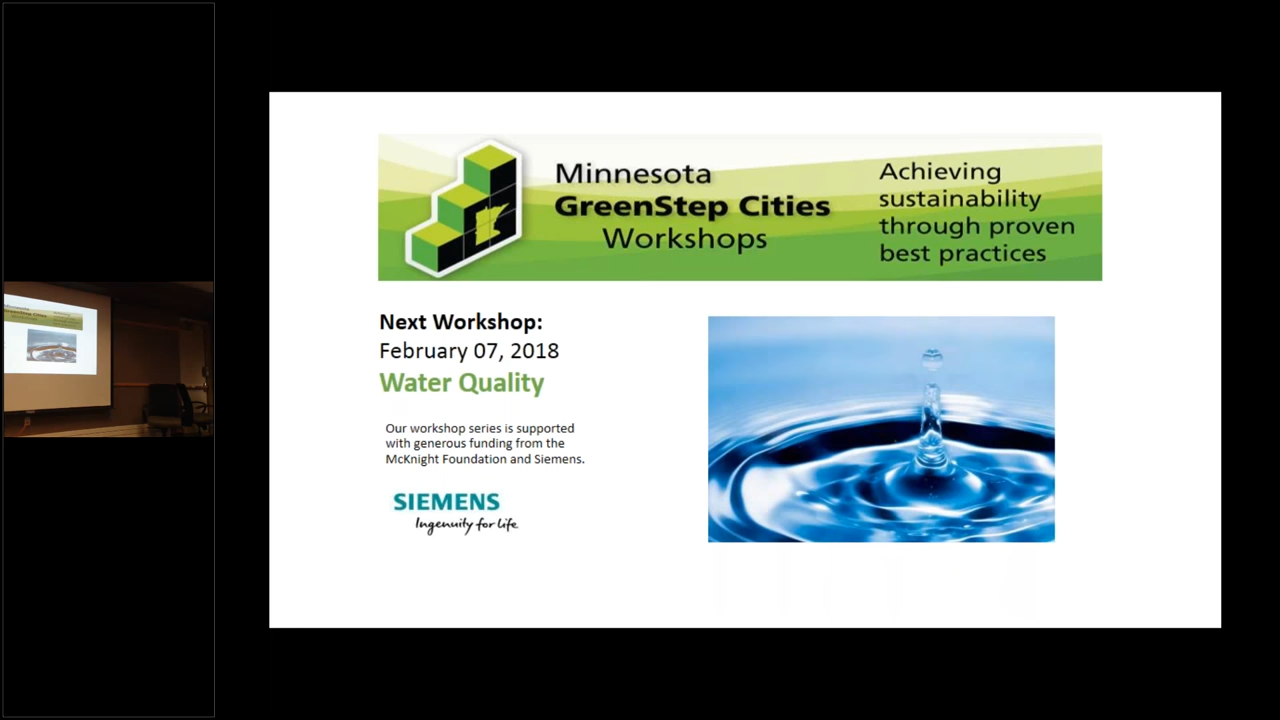 Minnesota
GreenStep Cities
Workshops
Achieving
sustainability
through proven
best practices
Next Workshop:
February 07, 2018
Water Quality
Our workshop series is supported
with generous funding from the
McKnight Foundation and Siemens.
SIEMENS
Ingenuity for life